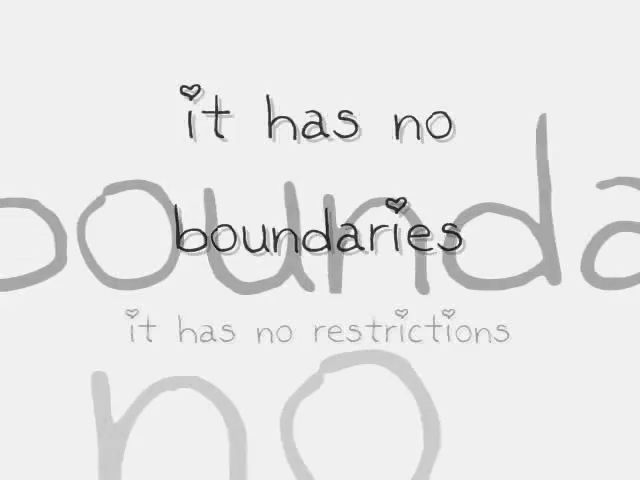 it has no
boundaries
bounda
it has no restrictions
no